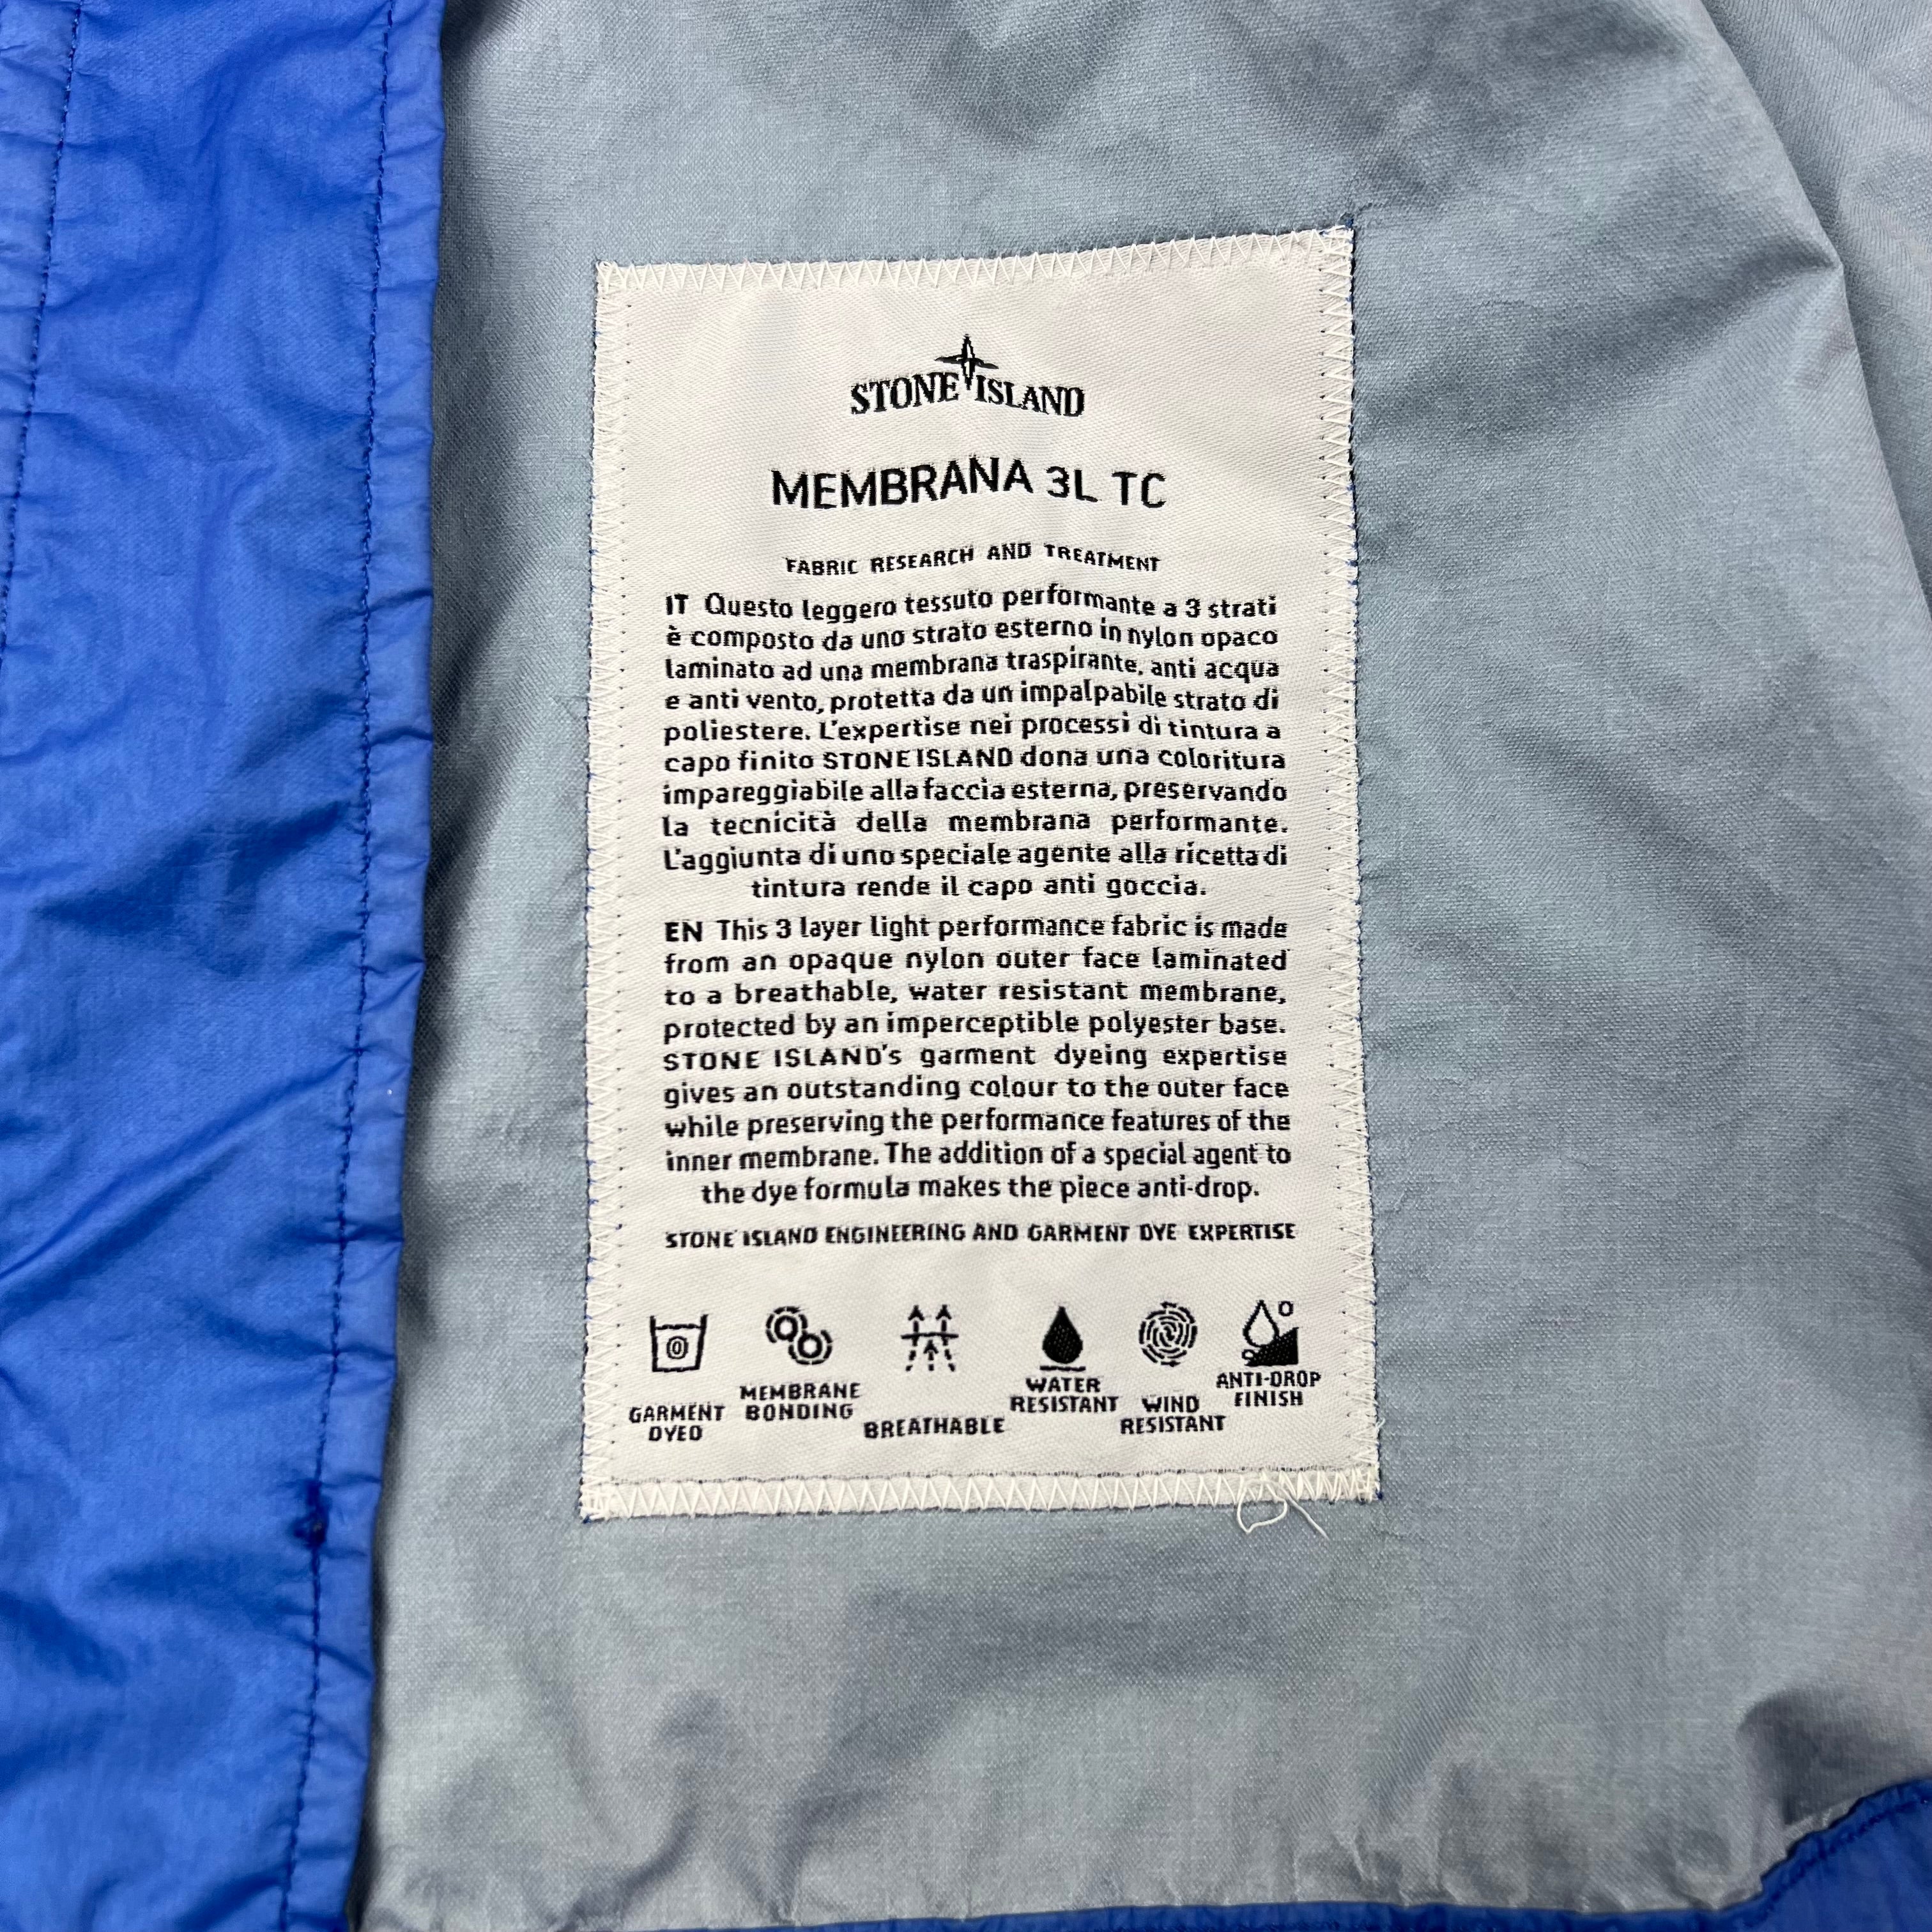 STONE ISLAND
MEMBRANA 3L TC
FABRIC RESEARCH AND TREATMENT
IT Questo leggero tessuto performante a 3 strati
è composto da uno strato esterno in nylon opaco
laminato ad una membrana traspirante, anti acqua
e anti vento, protetta da un impalpabile strato di
poliestere. L'expertise nei processi di tintura a
capo finito STONE ISLAND dona una coloritura
impareggiabile alla faccia esterna, preservando
la tecnicità della membrana performante.
L'aggiunta di uno speciale agente alla ricetta di
tintura rende il capo anti goccia.
EN This 3 layer light performance fabric is made
from an opaque nylon outer face laminated
to a breathable, water resistant membrane,
protected by an imperceptible polyester base.
STONE ISLAND's garment dyeing expertise
gives an outstanding colour to the outer face
while preserving the performance features of the
inner membrane. The addition of a special agent to
the dye formula makes the piece anti-drop.
STONE ISLAND ENGINEERING AND GARMENT DYE EXPERTISE
GARMENT
DYED
MEMBRANE
BONDING
BREATHABLE
WATER
RESISTANT
WIND
RESISTANT
ANTI-DROP
FINISH